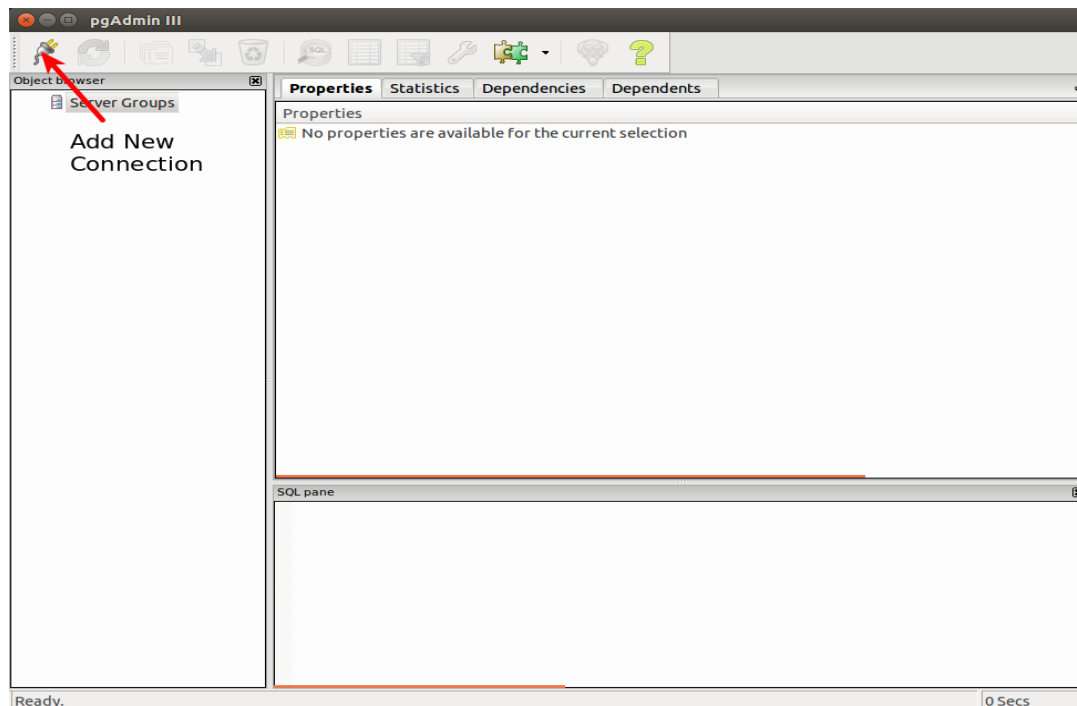 pgAdmin III
SQL
Object browser
Properties Statistics Dependencies Dependents
Server Groups
Properties
No properties are available for the current selection
Add New
Connection
SQL pane
Ready.
0 Secs